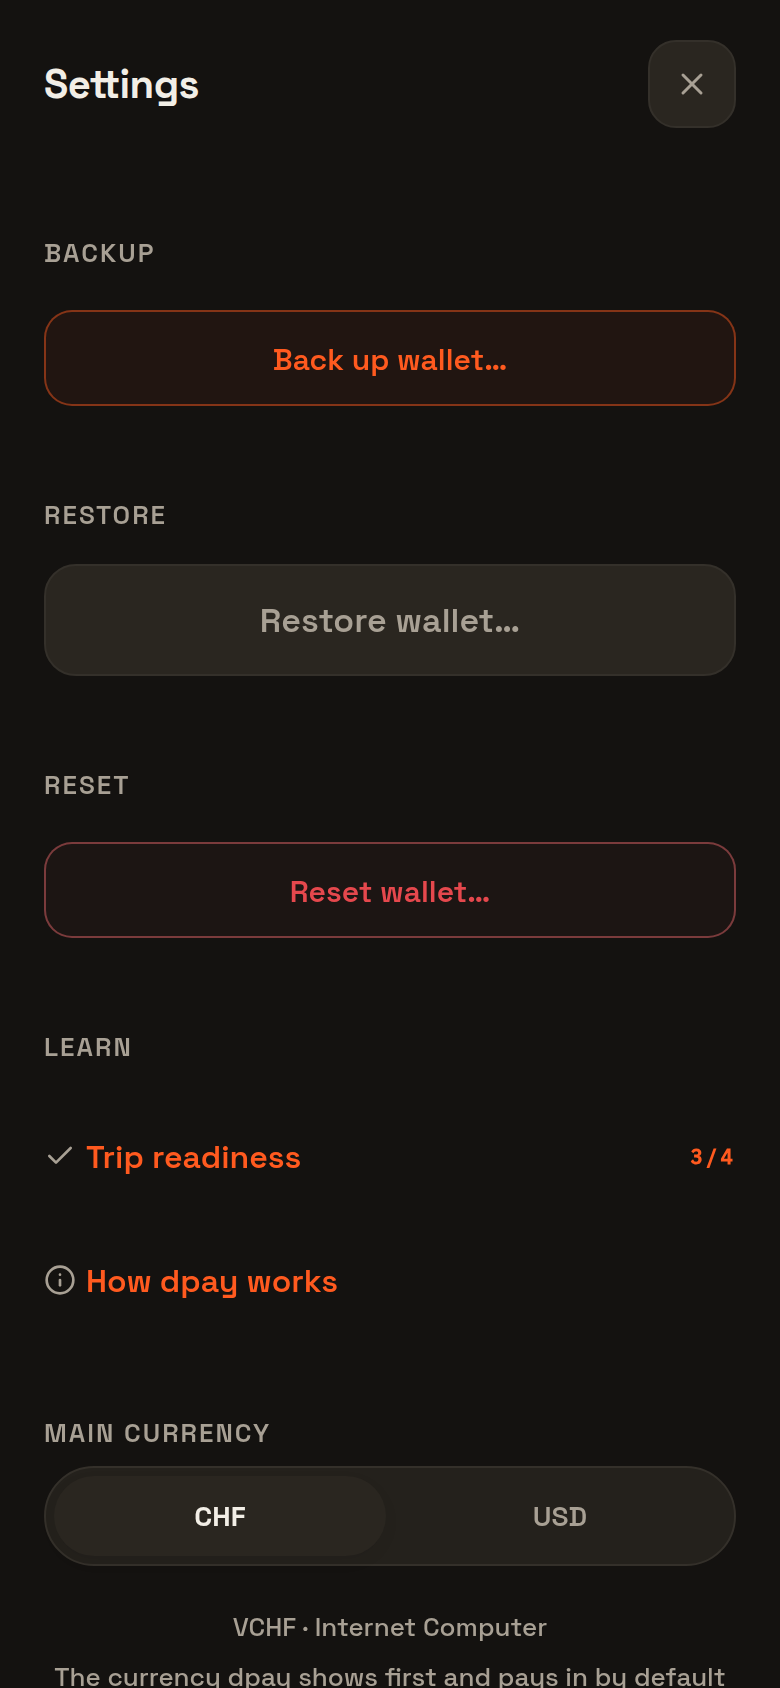 Settings
BACKUP
Back up wallet...
RESTORE
Restore wallet...
RESET
Reset wallet...
LEARN
Trip readiness
3/4
How dpay works
MAIN CURRENCY
CHF
USD
VCHF · Internet Computer
The currency dpay shows first and pays in by default